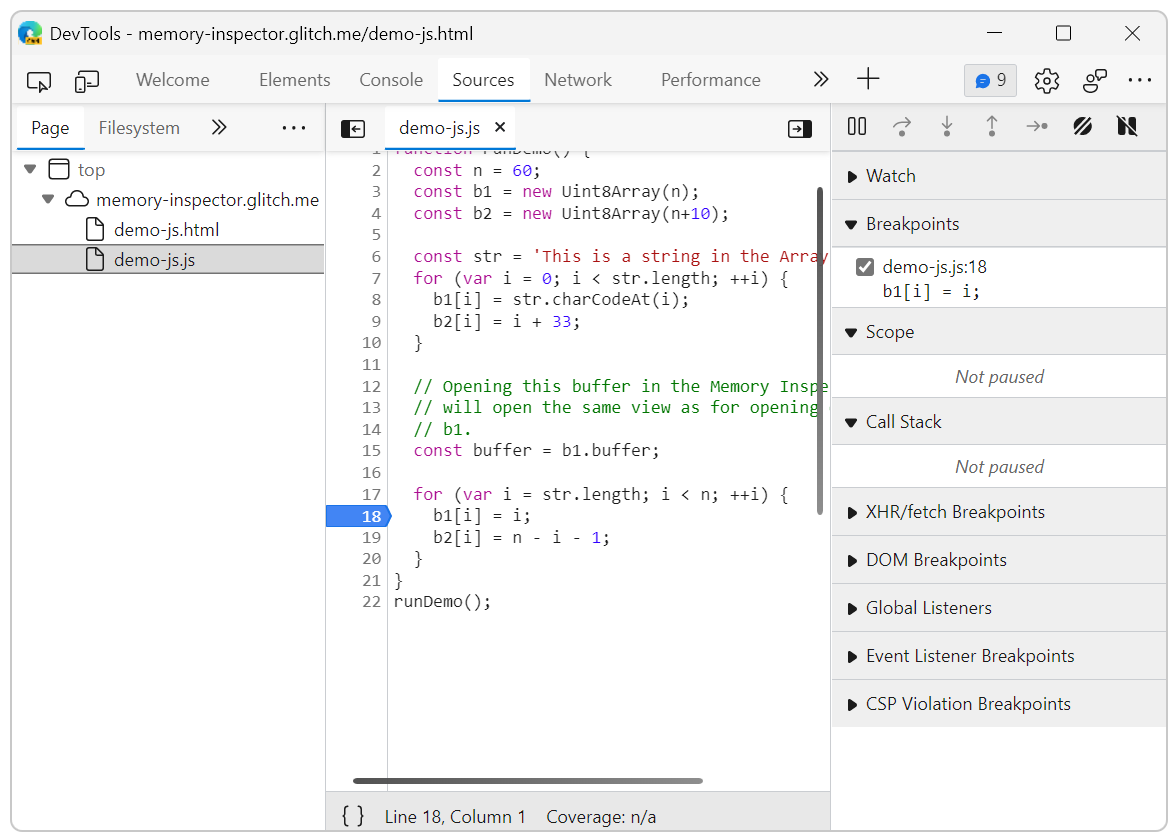 DevTools - memory-inspector.glitch.me/demo-js.html
Welcome Elements Console Sources Network Performance 9
Page Filesystem
demo-js.js
top
memory-inspector.glitch.me
demo-js.html
demo-js.js
1 function runDemo() {
2 const n = 60;
3 const b1 = new Uint8Array(n);
4 const b2 = new Uint8Array(n+10);
5
6 const str = 'This is a string in the Array
7 for (var i = 0; i < str.length; ++i) {
8 b1[i] = str.charCodeAt(i);
9 b2[i] = i + 33;
10 }
11
12 // Opening this buffer in the Memory Inspe
13 // will open the same view as for opening
14 // b1.
15 const buffer = b1.buffer;
16
17 for (var i = str.length; i < n; ++i) {
18 b1[i] = i;
19 b2[i] = n - i - 1;
20 }
21 }
22 runDemo();
{ } Line 18, Column 1 Coverage: n/a
Watch
Breakpoints
demo-js.js:18
b1[i] = i;
Scope
Not paused
Call Stack
Not paused
XHR/fetch Breakpoints
DOM Breakpoints
Global Listeners
Event Listener Breakpoints
CSP Violation Breakpoints